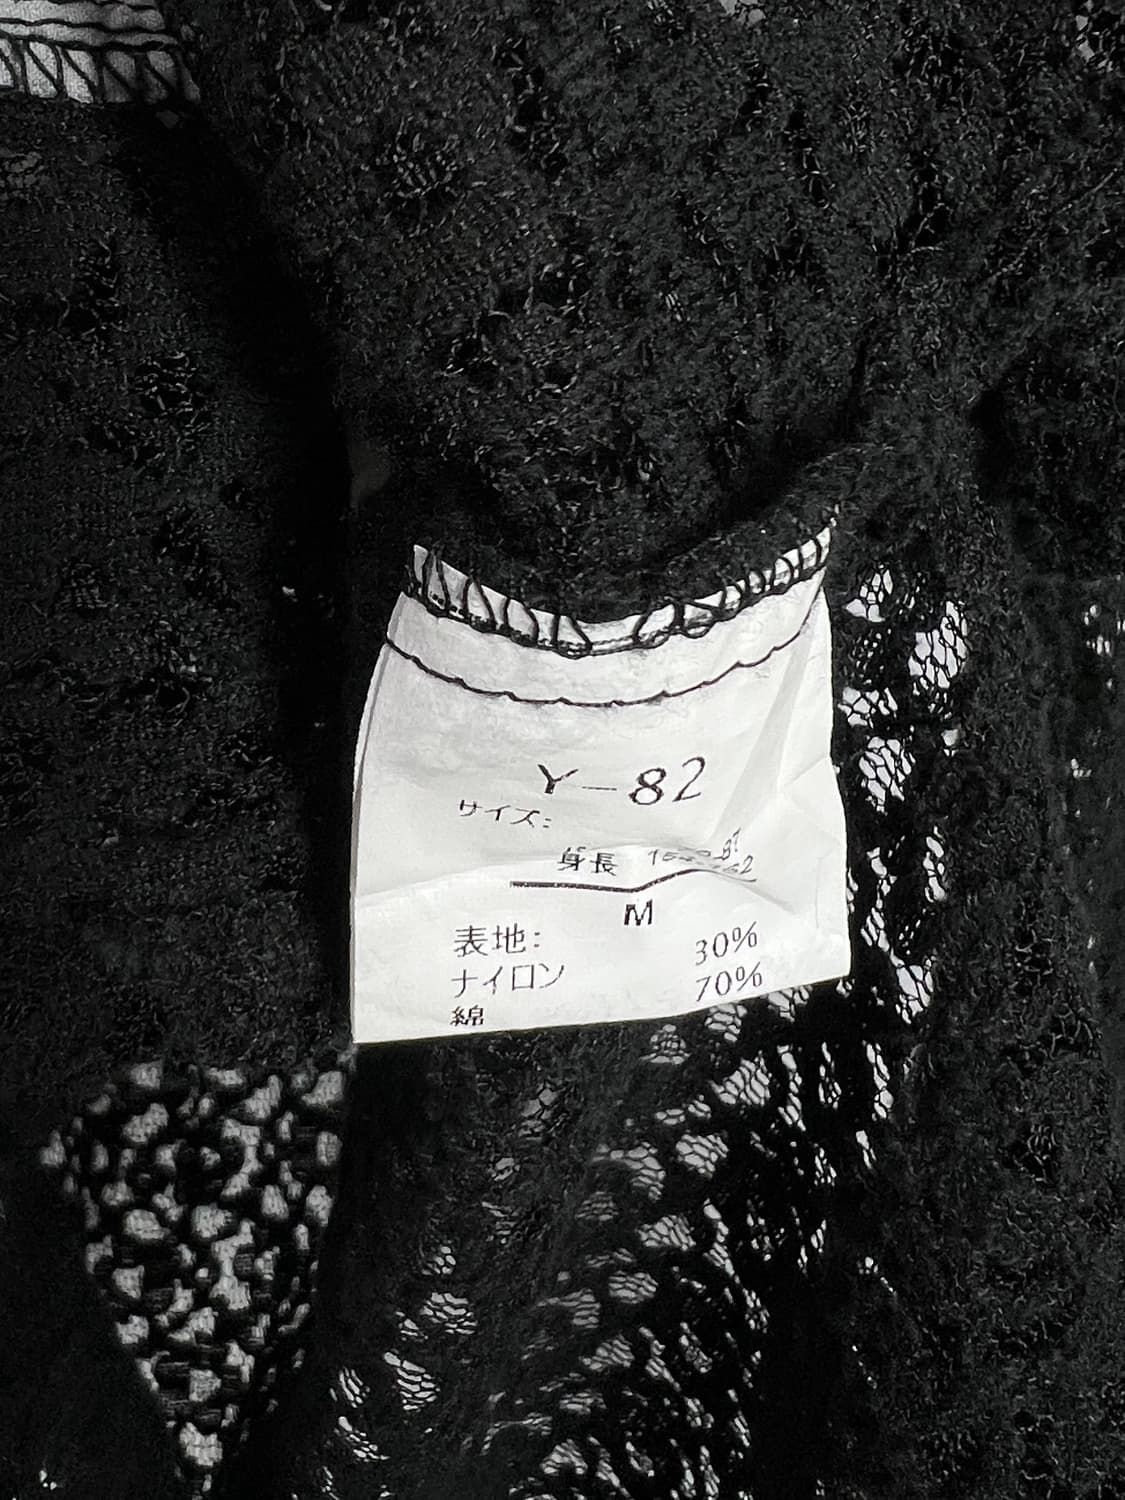 Y-82
サイズ:
身長
M
表地:
ナイロン 30%
綿 70%